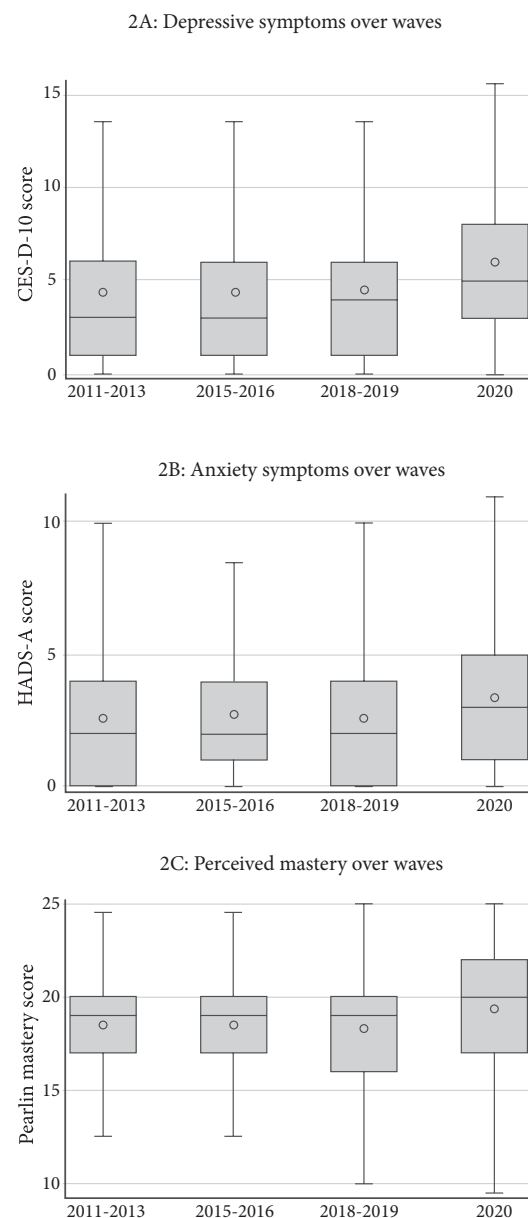 2A: Depressive symptoms over waves
15
10
5
0
CES-D-10 score
2011-2013 2015-2016 2018-2019 2020
2B: Anxiety symptoms over waves
10
5
0
HADS-A score
2011-2013 2015-2016 2018-2019 2020
2C: Perceived mastery over waves
25
20
15
10
Pearlin mastery score
2011-2013 2015-2016 2018-2019 2020